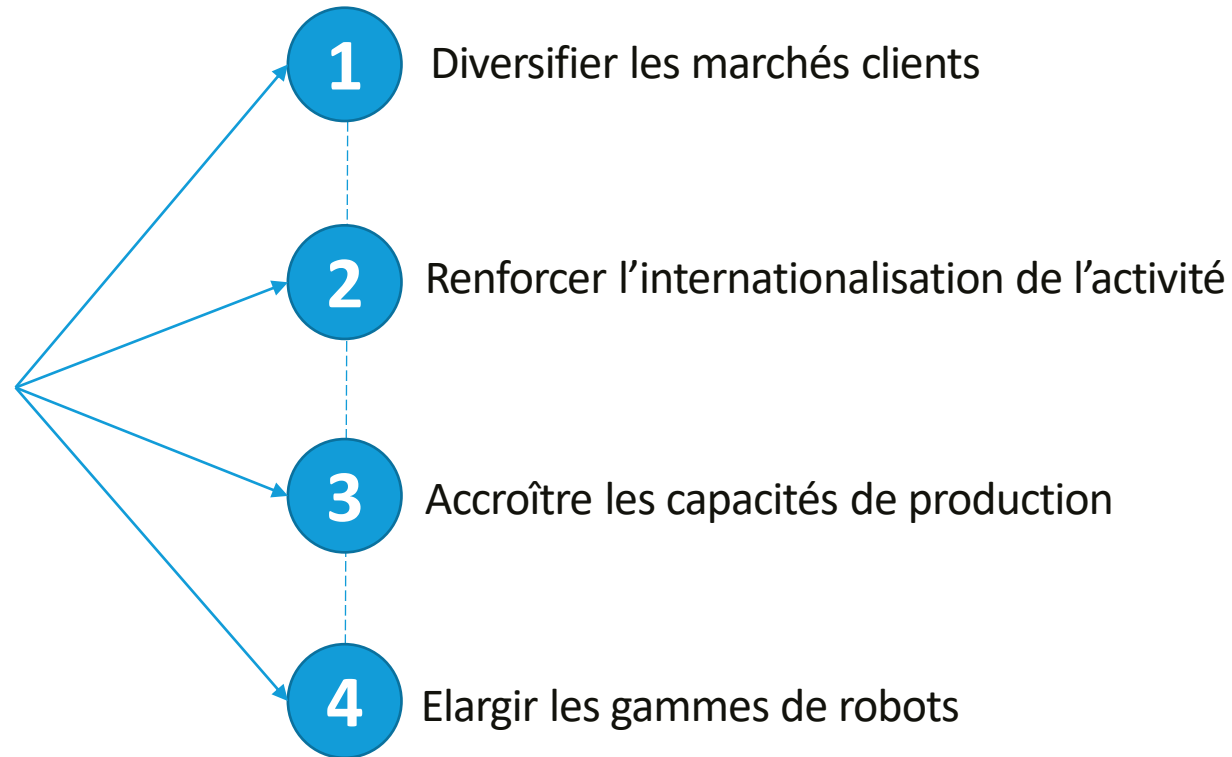 1 Diversifier les marchés clients
2 Renforcer l’internationalisation de l’activité
3 Accroître les capacités de production
4 Elargir les gammes de robots